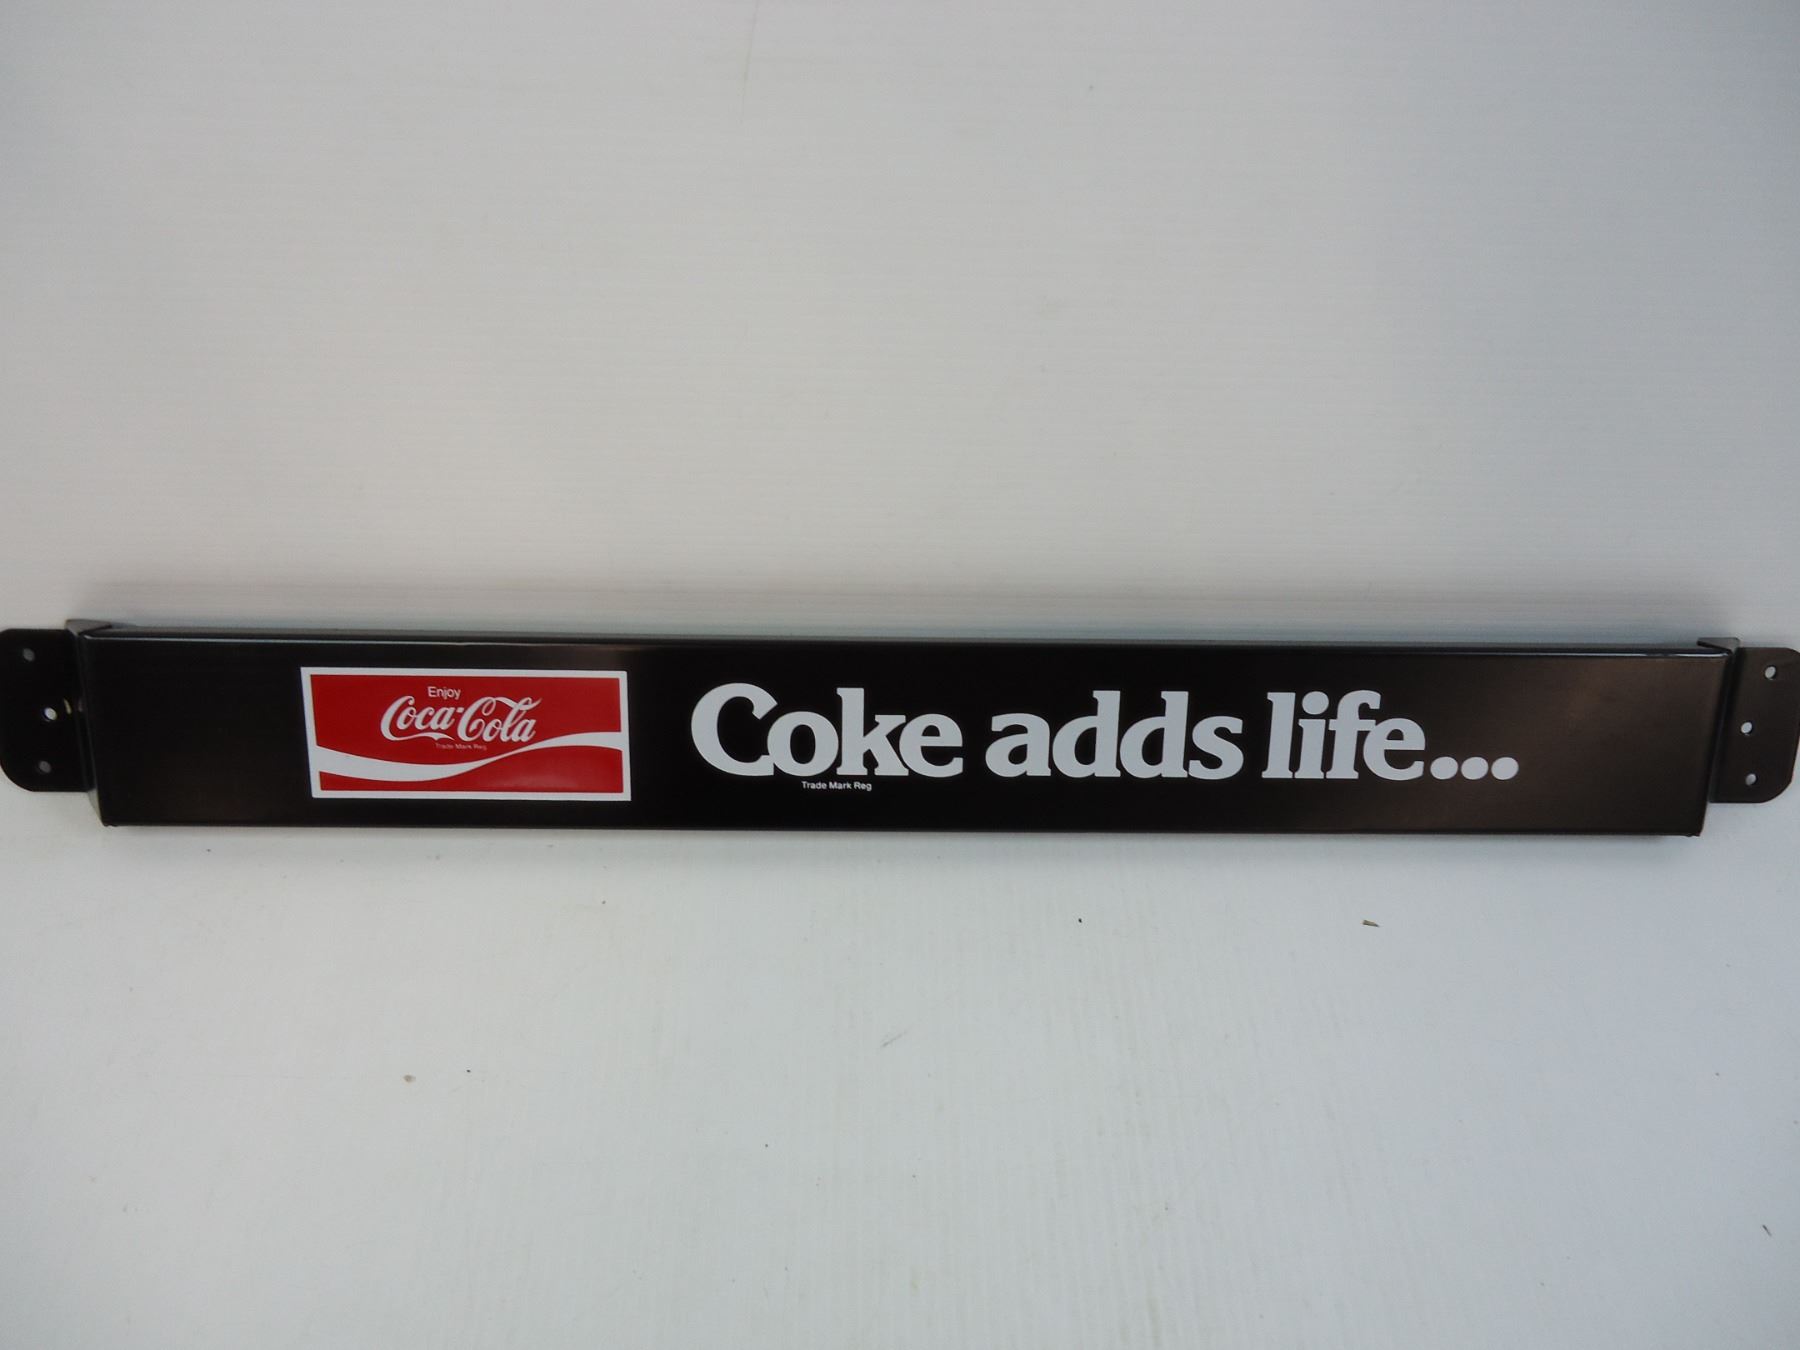 Enjoy
Coca-Cola
Trade Mark Reg
Coke adds life...
Trade Mark Reg